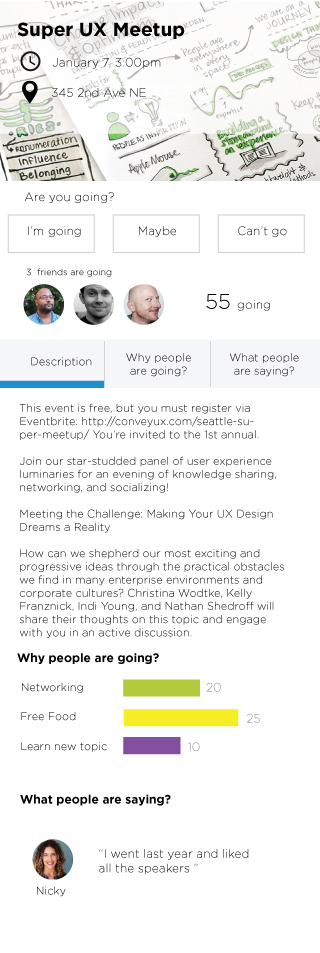 Super UX Meetup
January 7, 3:00pm
345 2nd Ave NE
Renumeration
Influence
Belonging
Apple Mouse
Are you going?
I'm going
Maybe
Can't go
3 friends are going
55 going
Description
Why people
are going?
What people
are saying?
This event is free, but you must register via
Eventbrite: http://conveyux.com/seattle-su-
per-meetup/ You're invited to the 1st annual.
Join our star-studded panel of user experience
luminaries for an evening of knowledge sharing,
networking, and socializing!
Meeting the Challenge: Making Your UX Design
Dreams a Reality
How can we shepherd our most exciting and
progressive ideas through the practical obstacles
we find in many enterprise environments and
corporate cultures? Christina Wodtke, Kelly
Franznick, Indi Young, and Nathan Shedroff will
share their thoughts on this topic and engage
with you in an active discussion.
Why people are going?
Networking 20
Free Food 25
Learn new topic 10
What people are saying?
"I went last year and liked
all the speakers "
Nicky